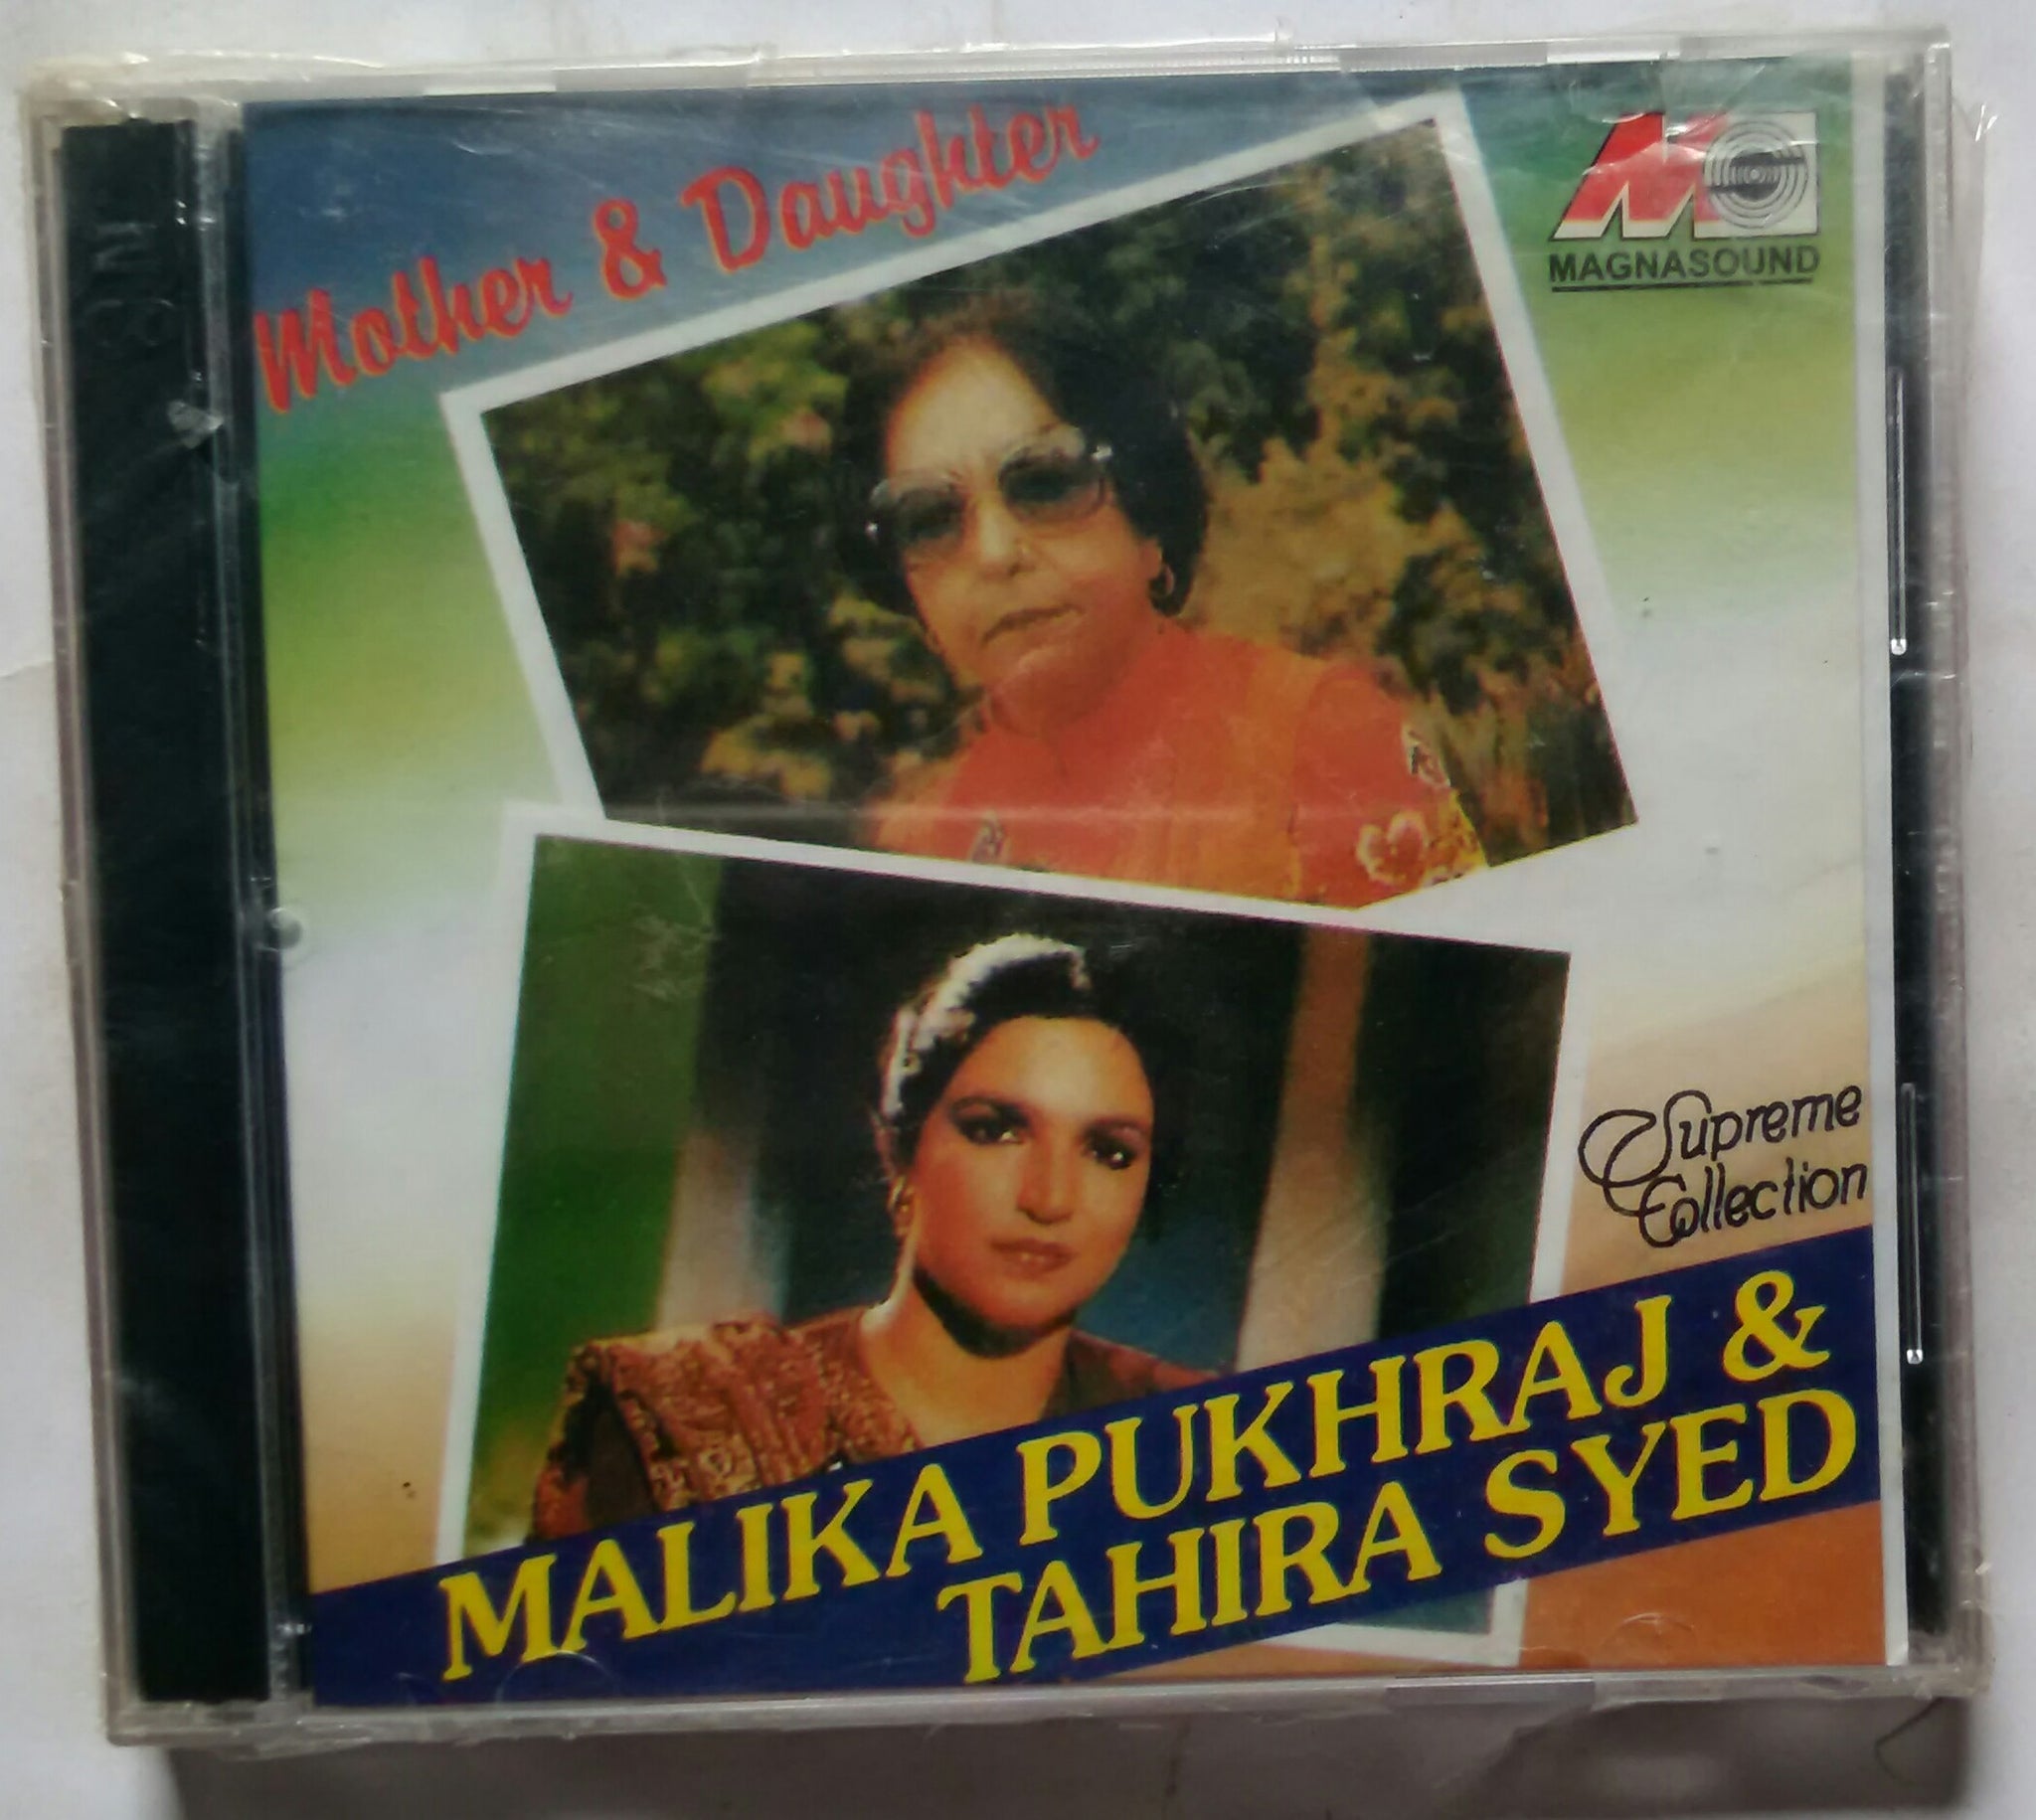 Mother & Daughter
MAGNASOUND
Supreme
Collection
MALIKA PUKHRAJ &
TAHIRA SYED